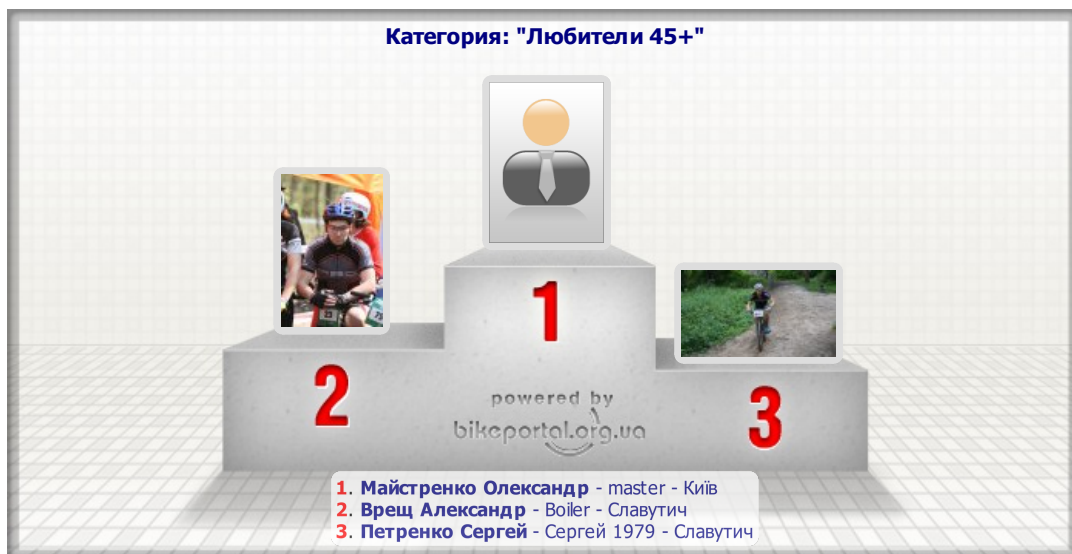 Категория: "Любители 45+"
1
2
3
powered by
bikeportal.org.ua
1. Майстренко Олександр - master - Київ
2. Врещ Александр - Boiler - Славутич
3. Петренко Сергей - Сергей 1979 - Славутич